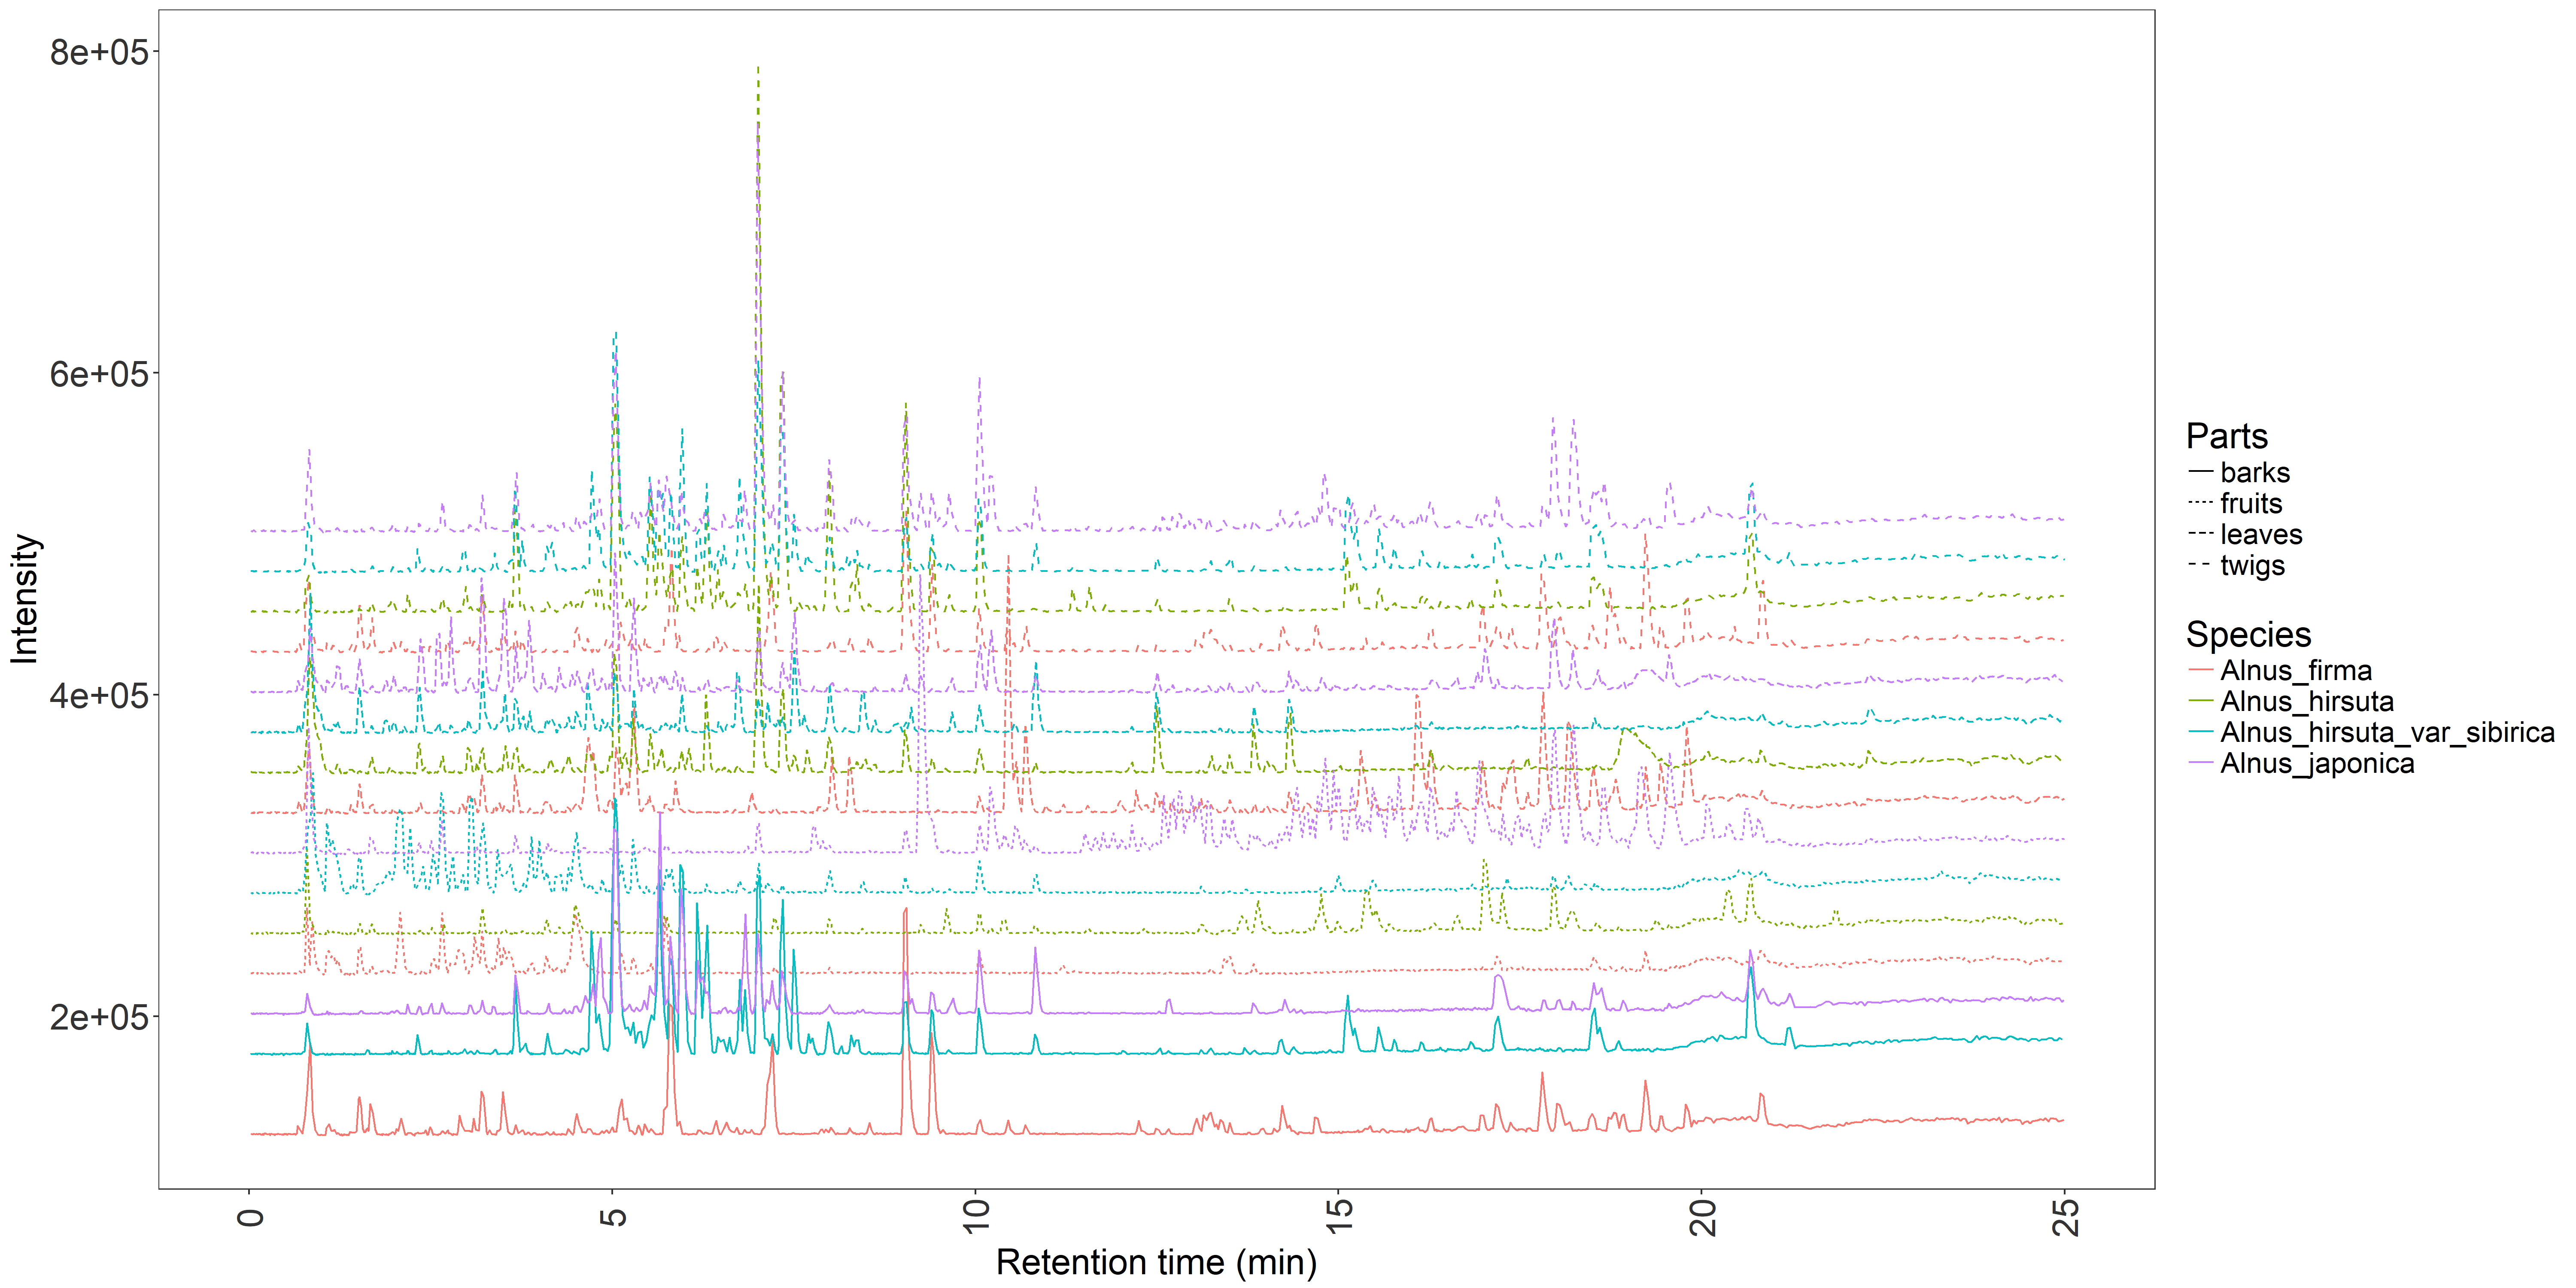 8e+05
6e+05
4e+05
2e+05
Intensity
0
5
10
15
20
25
Retention time (min)
Parts
barks
fruits
leaves
twigs
Species
Alnus_firma
Alnus_hirsuta
Alnus_hirsuta_var_sibirica
Alnus_japonica